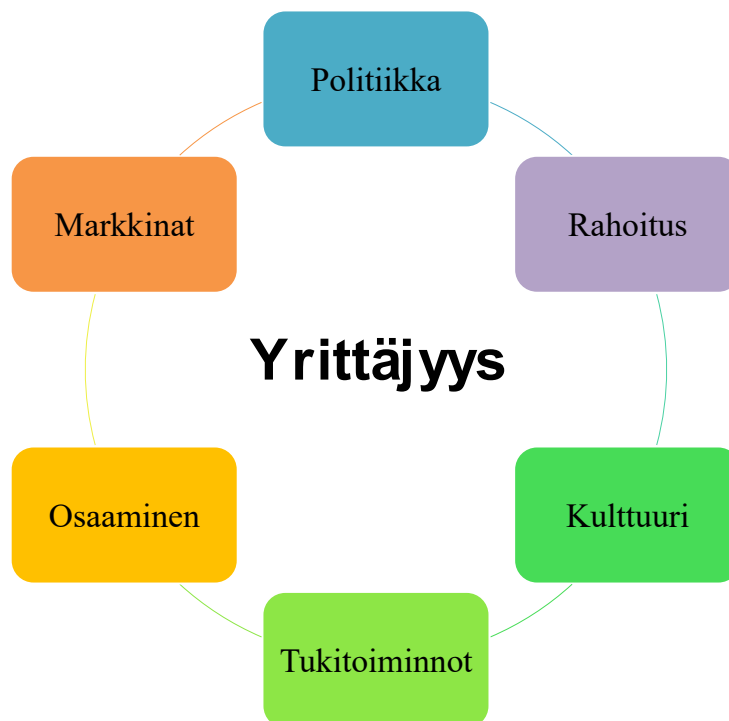 Politiikka
Markkinat
Rahoitus
Yrittäjyys
Osaaminen
Kulttuuri
Tukitoiminnot